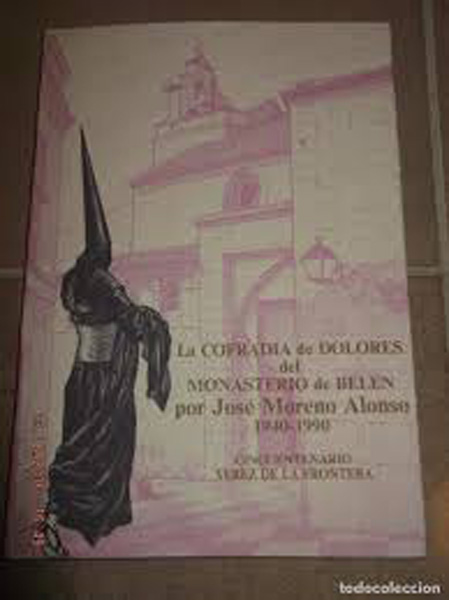 La COFRADIA de DOLORES
del
MONASTERIO de BELEN
por José Moreno Alonso
1940-1990
CINCUENTENARIO
XEREZ DE LA FRONTERA
todocoleccion